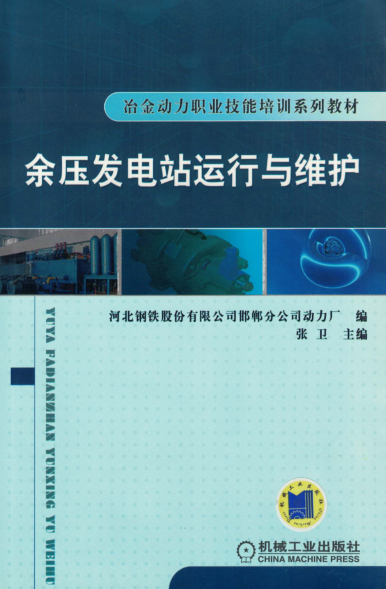 冶金动力职业技能培训系列教材
余压发电站运行与维护
河北钢铁股份有限公司邯郸分公司动力厂 编
张 卫 主编
YUYA FADIANZHAN YUNXING YU WEIHU
机械工业出版社
CHINA MACHINE PRESS